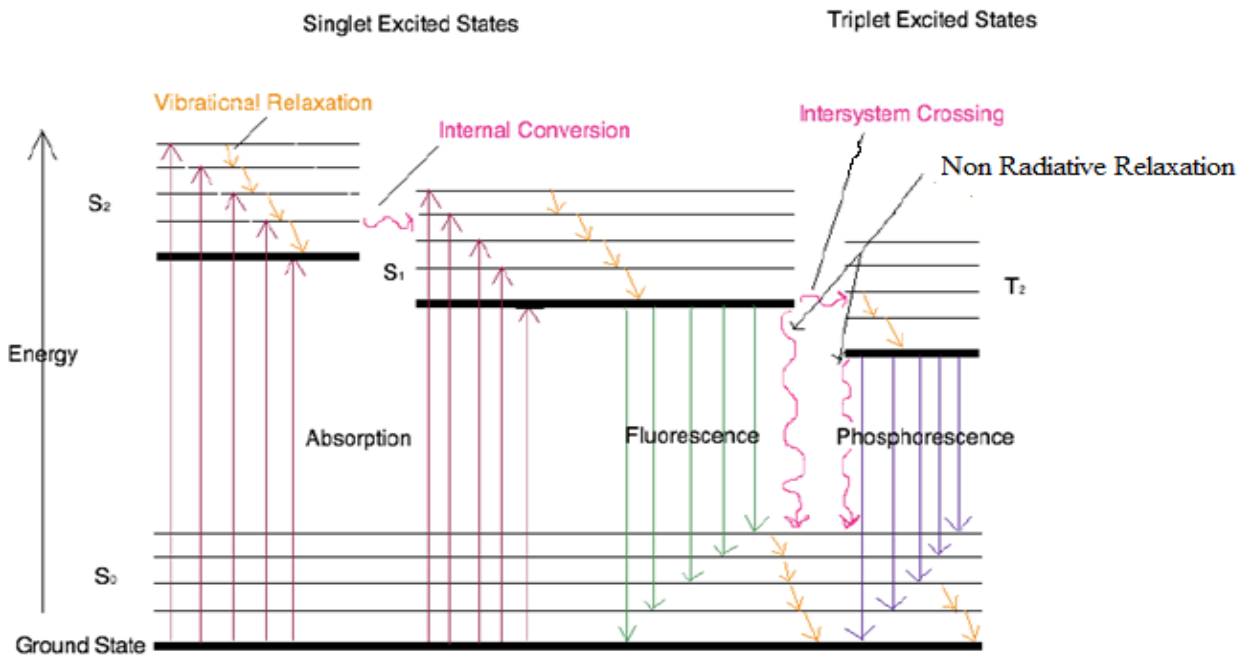 Singlet Excited States
Triplet Excited States
Vibrational Relaxation
Internal Conversion
Intersystem Crossing
Non Radiative Relaxation
S₂
S₁
T₂
Energy
Absorption
Fluorescence
Phosphorescence
S₀
Ground State